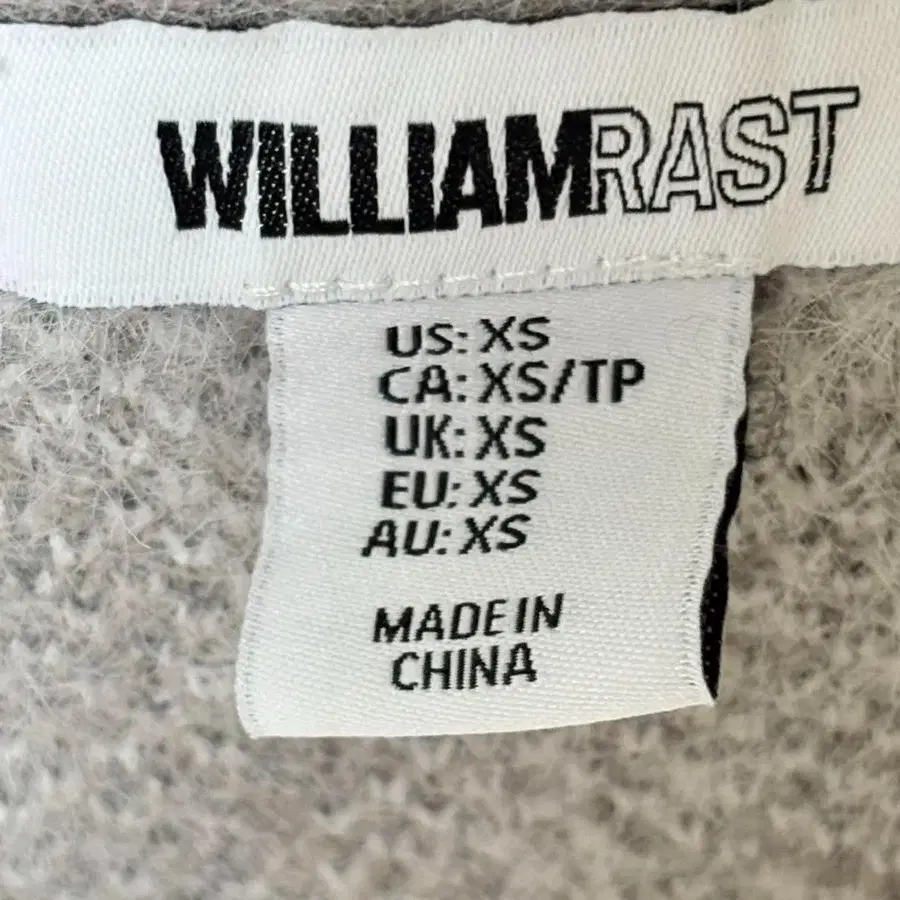 WILLIAMRAST
US: XS
CA: XS/TP
UK: XS
EU: XS
AU: XS
MADE IN
CHINA